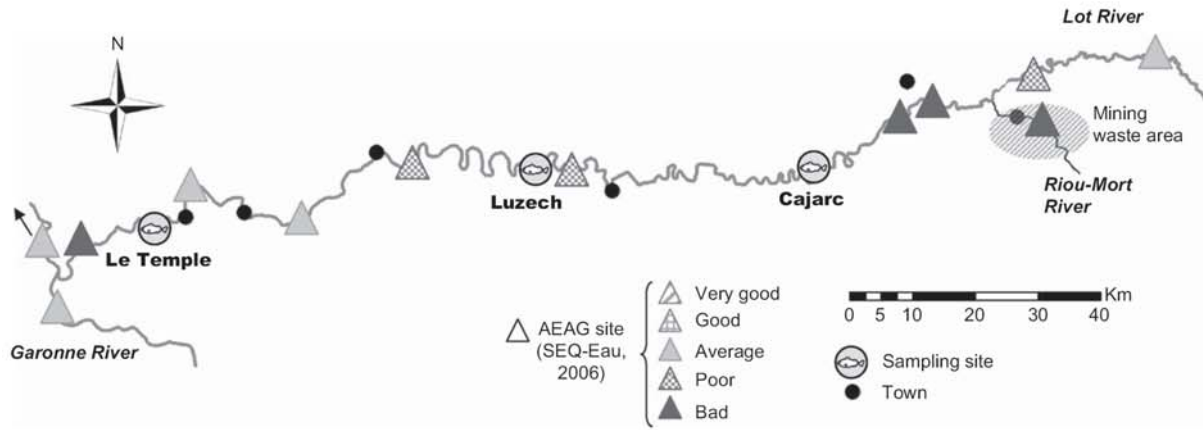 N
Lot River
Mining
waste area
Riou-Mort
River
Cajarc
Luzech
Le Temple
Garonne River
AEAG site
(SEQ-Eau,
2006)
Very good
Good
Average
Poor
Bad
Km
0 5 10 20 30 40
Sampling site
Town